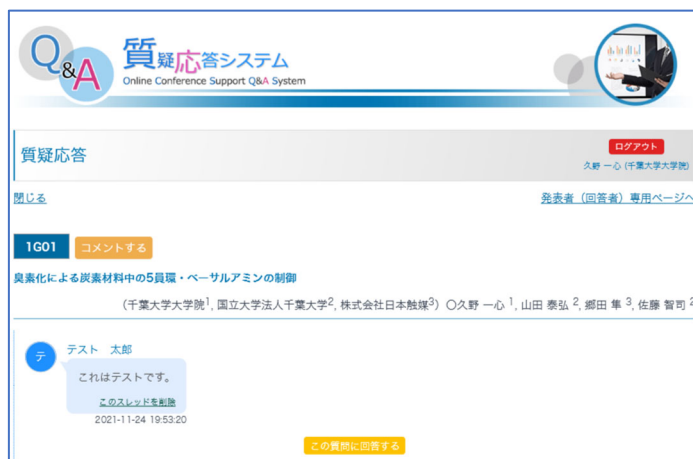 Q&A
質疑応答システム
Online Conference Support Q&A System
質疑応答
ログアウト
久野 一心 (千葉大学大学院)
閉じる
発表者（回答者）専用ページへ
1G01
コメントする
臭素化による炭素材料中の5員環・ベーサルアミンの制御
（千葉大学大学院1, 国立大学法人千葉大学2, 株式会社日本触媒3）〇久野 一心 1, 山田 泰弘 2, 郷田 隼 3, 佐藤 智司 2
テ
テスト　太郎
これはテストです。
このスレッドを削除
2021-11-24 19:53:20
この質問に回答する